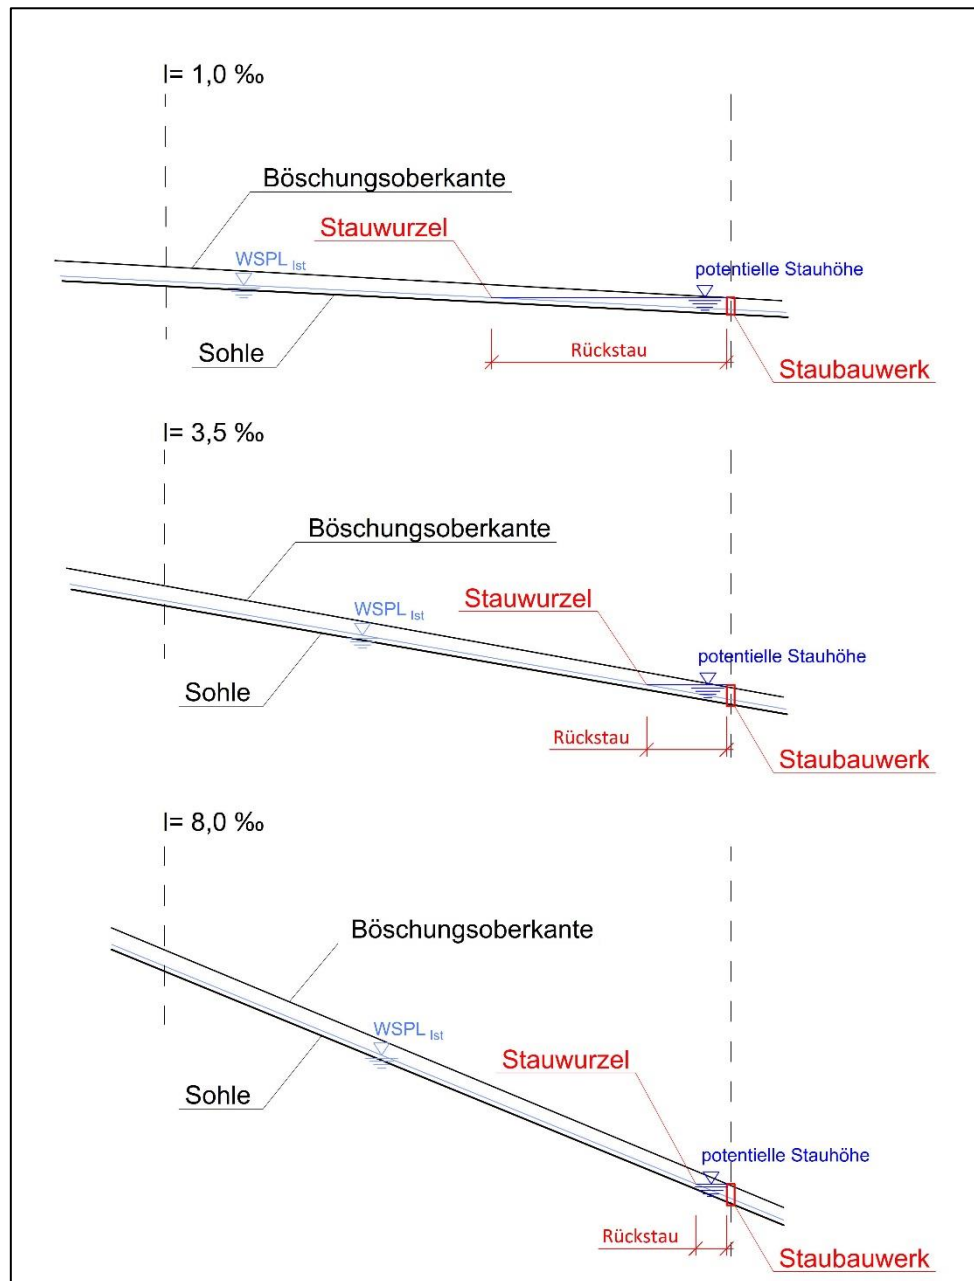 I= 1,0 ‰
Böschungsoberkante
Stauwurzel
WSPL Ist
potentielle Stauhöhe
Sohle
Rückstau
Staubauwerk
I= 3,5 ‰
Böschungsoberkante
Stauwurzel
WSPL Ist
potentielle Stauhöhe
Sohle
Rückstau
Staubauwerk
I= 8,0 ‰
Böschungsoberkante
WSPL Ist
Stauwurzel
Sohle
potentielle Stauhöhe
Rückstau
Staubauwerk